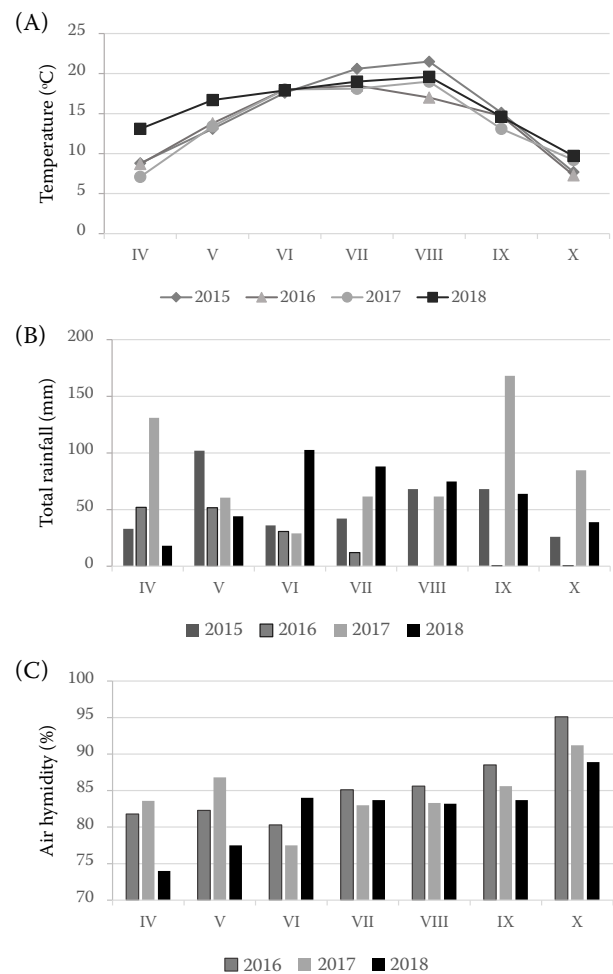 (A)
Temperature (°C)
25
20
15
10
5
0
IV V VI VII VIII IX X
2015 2016 2017 2018
(B)
Total rainfall (mm)
200
150
100
50
0
IV V VI VII VIII IX X
2015 2016 2017 2018
(C)
Air hymidity (%)
100
95
90
85
80
75
70
IV V VI VII VIII IX X
2016 2017 2018